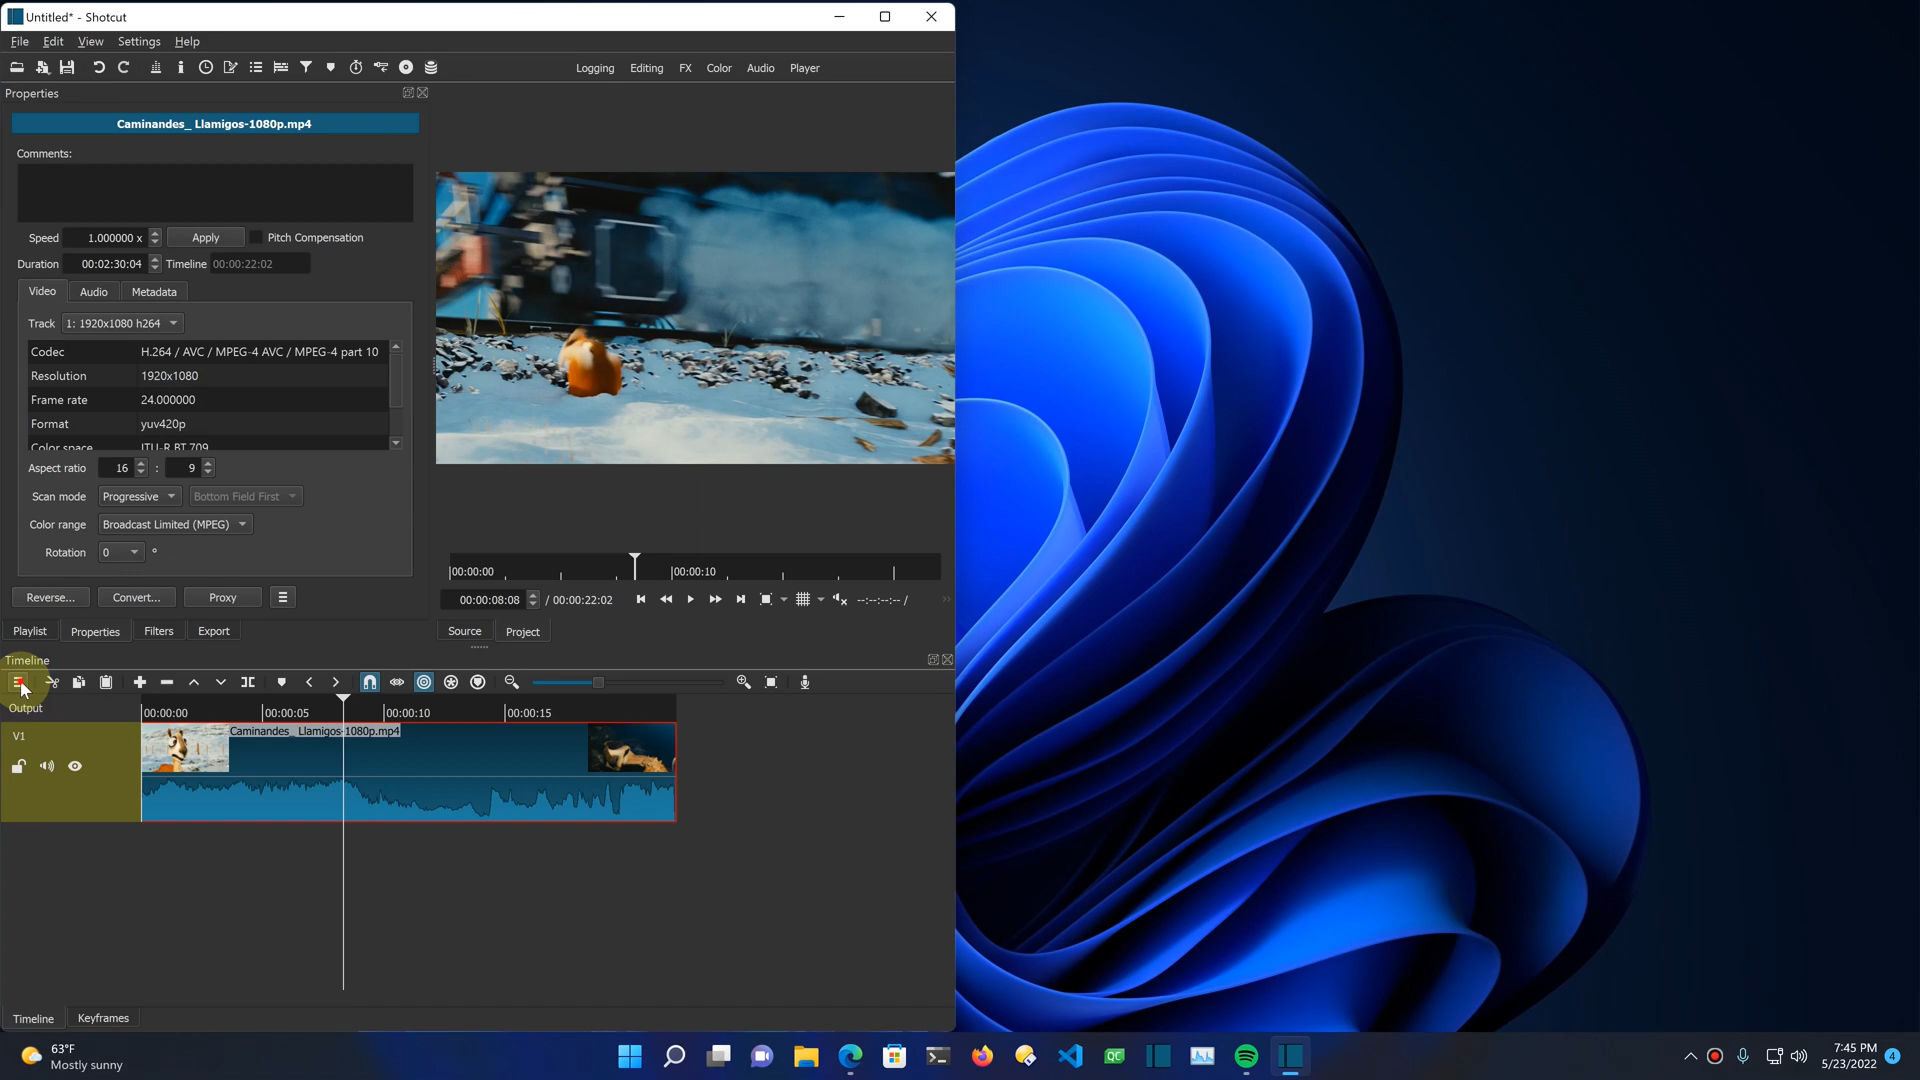 Untitled* - Shotcut
File Edit View Settings Help
Logging Editing FX Color Audio Player
Properties
Caminandes_ Llamigos-1080p.mp4
Comments:
Speed 1.000000 x Apply Pitch Compensation
Duration 00:02:30:04 Timeline 00:00:22:02
Video Audio Metadata
Track 1: 1920x1080 h264
Codec H.264 / AVC / MPEG-4 AVC / MPEG-4 part 10
Resolution 1920x1080
Frame rate 24.000000
Format yuv420p
Color space ITU-R BT.709
Aspect ratio 16 : 9
Scan mode Progressive Bottom Field First
Color range Broadcast Limited (MPEG)
Rotation 0 °
Reverse... Convert... Proxy
Playlist Properties Filters Export
00:00:00 00:00:10
00:00:08:08 / 00:00:22:02 --:--:--:-- /
Source Project
Timeline
Output
00:00:00 00:00:05 00:00:10 00:00:15
V1
Caminandes_ Llamigos-1080p.mp4
Timeline Keyframes
63°F
Mostly sunny
QC
7:45 PM
5/23/2022
4